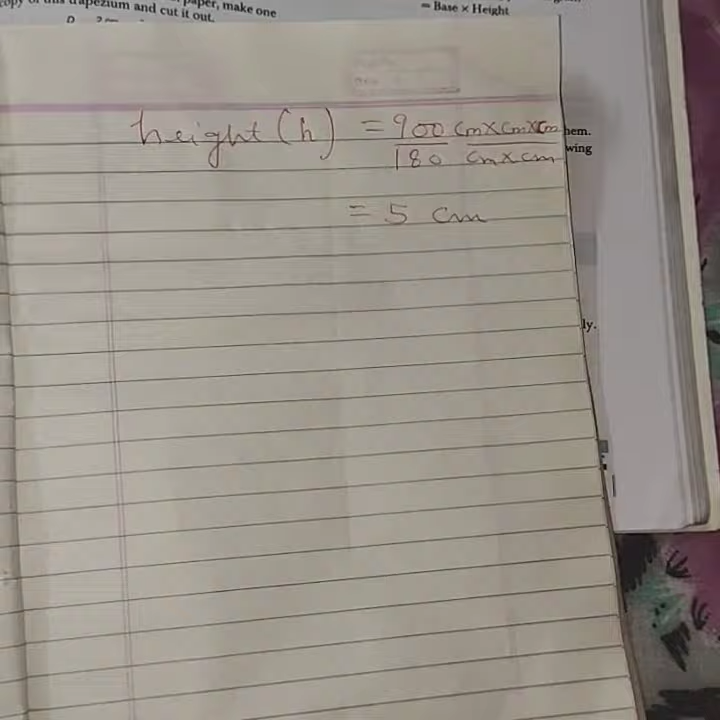 copy of this trapezium and cut it out.
paper, make one
= Base × Height
height (h) = 900 cm×cm×cm
180 cm×cm
= 5 cm
hem.
wing
ly.